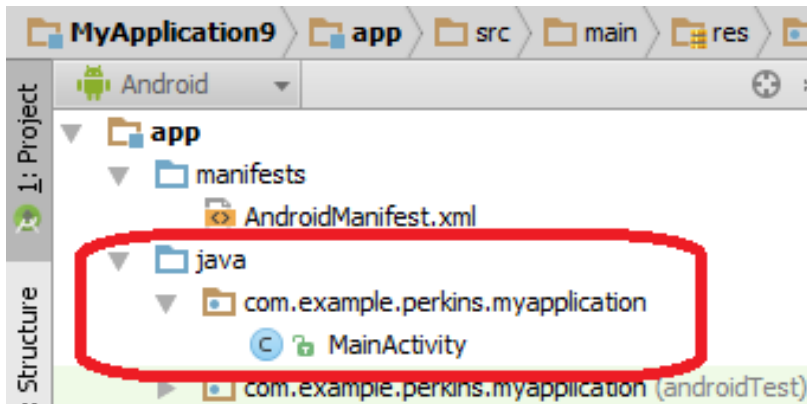 MyApplication9 app src main res
1: Project
Android
app
manifests
<> AndroidManifest.xml
java
com.example.perkins.myapplication
C MainActivity
Structure
com.example.perkins.myapplication (androidTest)